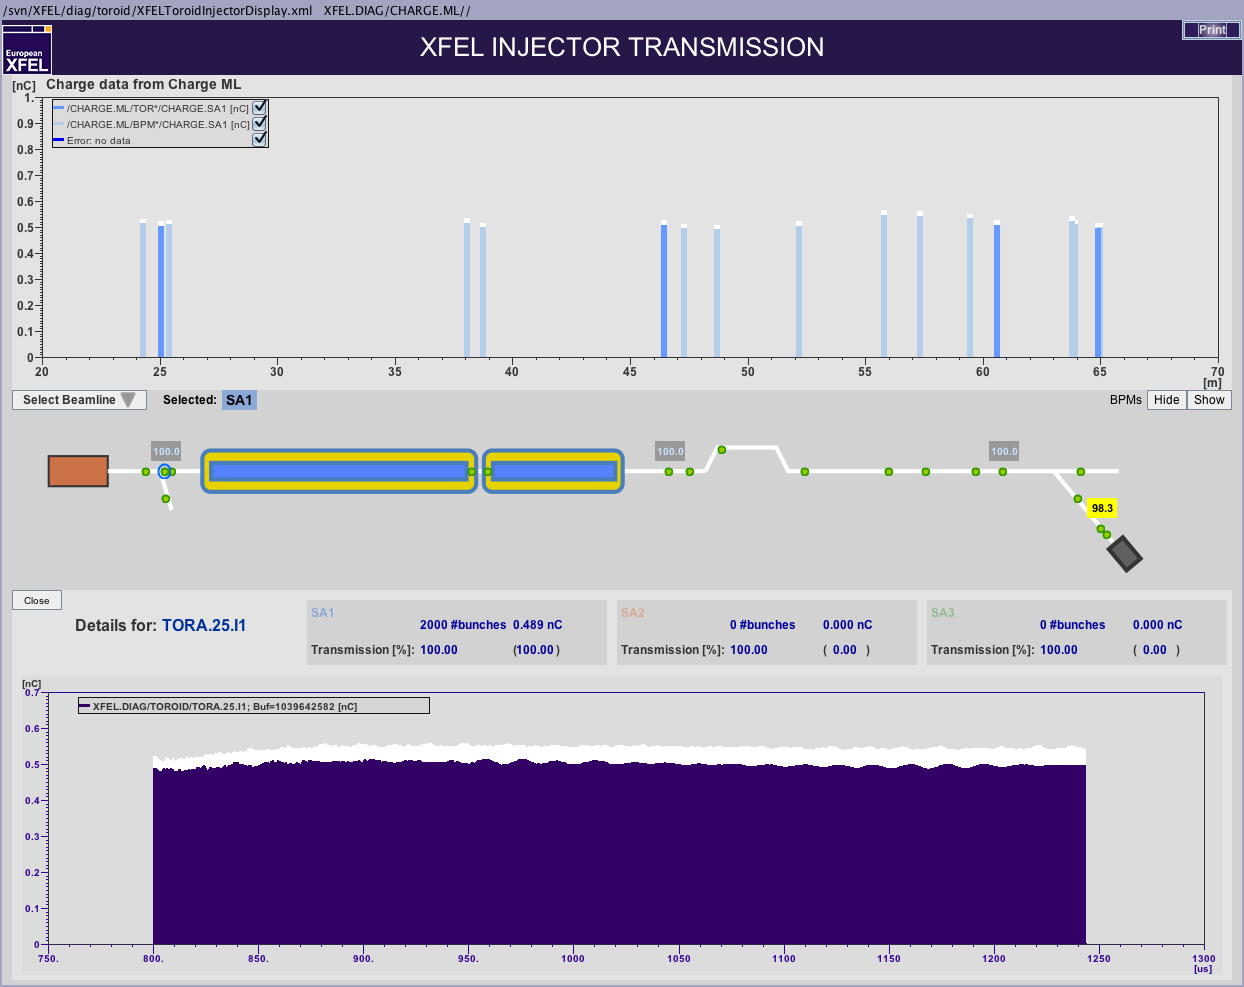 /svn/XFEL/diag/toroid/XFELToroidInjectorDisplay.xml XFEL.DIAG/CHARGE.ML//
European
XFEL
XFEL INJECTOR TRANSMISSION
Print
[nC] Charge data from Charge ML
1.
0.9
0.8
0.7
0.6
0.5
0.4
0.3
0.2
0.1
0
/CHARGE.ML/TOR*/CHARGE.SA1 [nC]
/CHARGE.ML/BPM*/CHARGE.SA1 [nC]
Error: no data
20 25 30 35 40 45 50 55 60 65 70
[m]
Select Beamline Selected: SA1 BPMs Hide Show
100.0 100.0 100.0
98.3
Close
Details for: TORA.25.I1
SA1
2000 #bunches 0.489 nC
Transmission [%]: 100.00 (100.00 )
SA2
0 #bunches 0.000 nC
Transmission [%]: 100.00 ( 0.00 )
SA3
0 #bunches 0.000 nC
Transmission [%]: 100.00 ( 0.00 )
[nC]
0.7
0.6
0.5
0.4
0.3
0.2
0.1
0
XFEL.DIAG/TOROID/TORA.25.I1; Buf=1039642582 [nC]
750. 800. 850. 900. 950. 1000 1050 1100 1150 1200 1250 1300
[us]